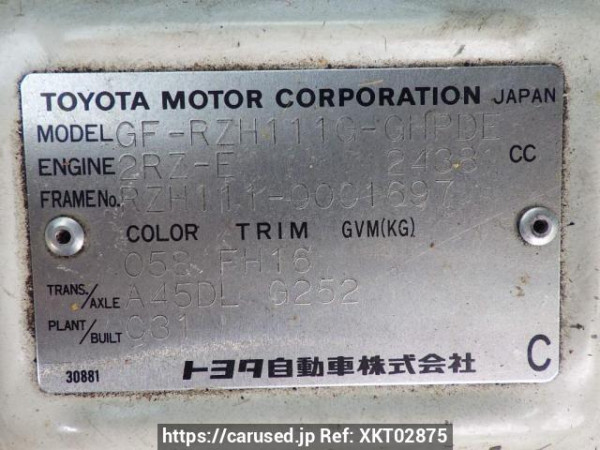 TOYOTA MOTOR CORPORATION JAPAN
MODEL GF-RZH111G-GHPDE
ENGINE 2RZ-E 2438 CC
FRAME No. RZH111-9001697
COLOR TRIM GVM(KG)
058 FH16
TRANS./AXLE A45DL G252
PLANT/BUILT C31
30881 トヨタ自動車株式会社 C
https://carused.jp Ref: XKT02875